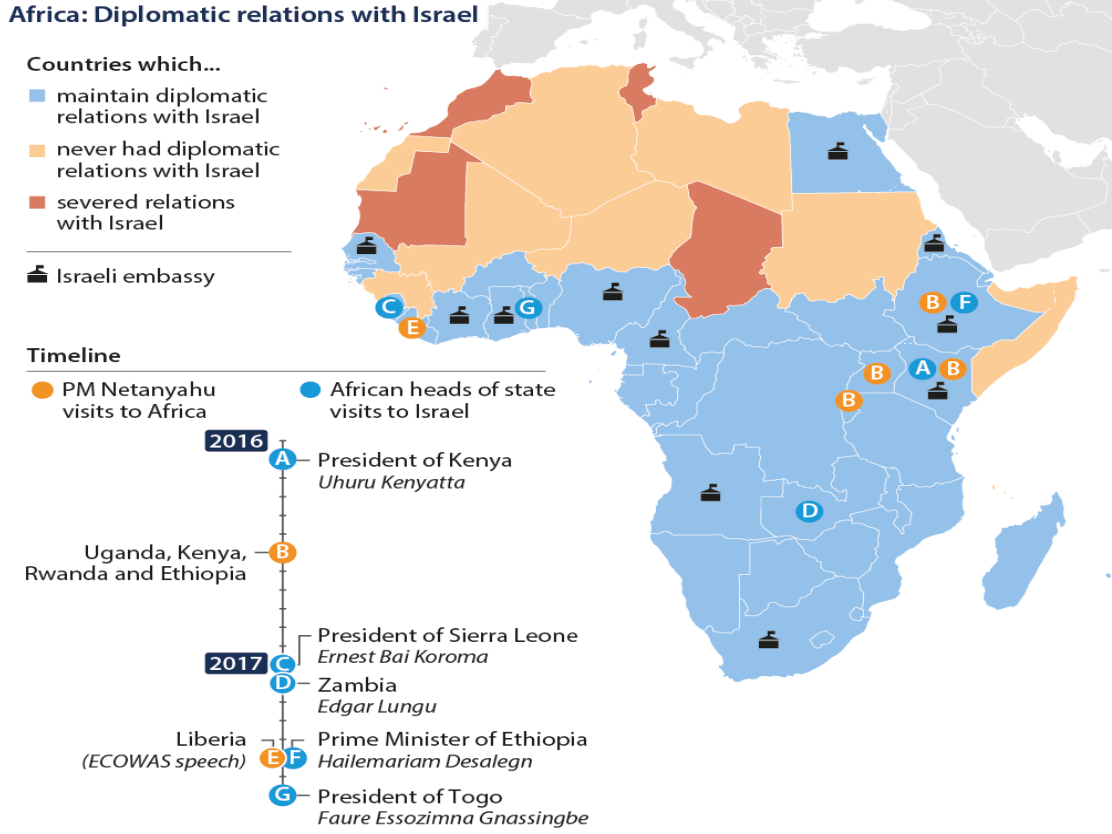 Africa: Diplomatic relations with Israel
Countries which...
maintain diplomatic
relations with Israel
never had diplomatic
relations with Israel
severed relations
with Israel
Israeli embassy
Timeline
PM Netanyahu
visits to Africa
African heads of state
visits to Israel
2016
A
President of Kenya
Uhuru Kenyatta
Uganda, Kenya,
Rwanda and Ethiopia
B
President of Sierra Leone
Ernest Bai Koroma
2017
C
D
Zambia
Edgar Lungu
Liberia
(ECOWAS speech)
E
F
Prime Minister of Ethiopia
Hailemariam Desalegn
G
President of Togo
Faure Essozimna Gnassingbe
B
F
C
G
E
B
A
B
B
D